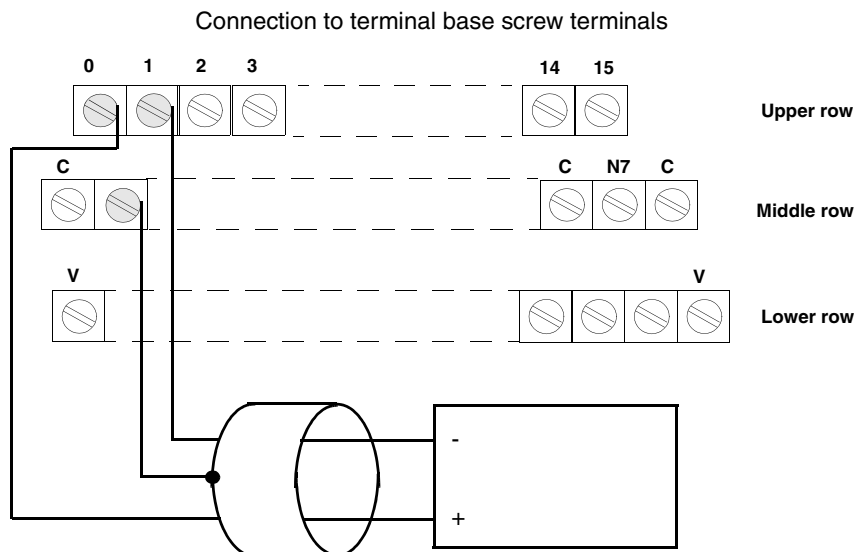 Connection to terminal base screw terminals
0 1 2 3 14 15
Upper row
C C N7 C
Middle row
V V
Lower row
-
+